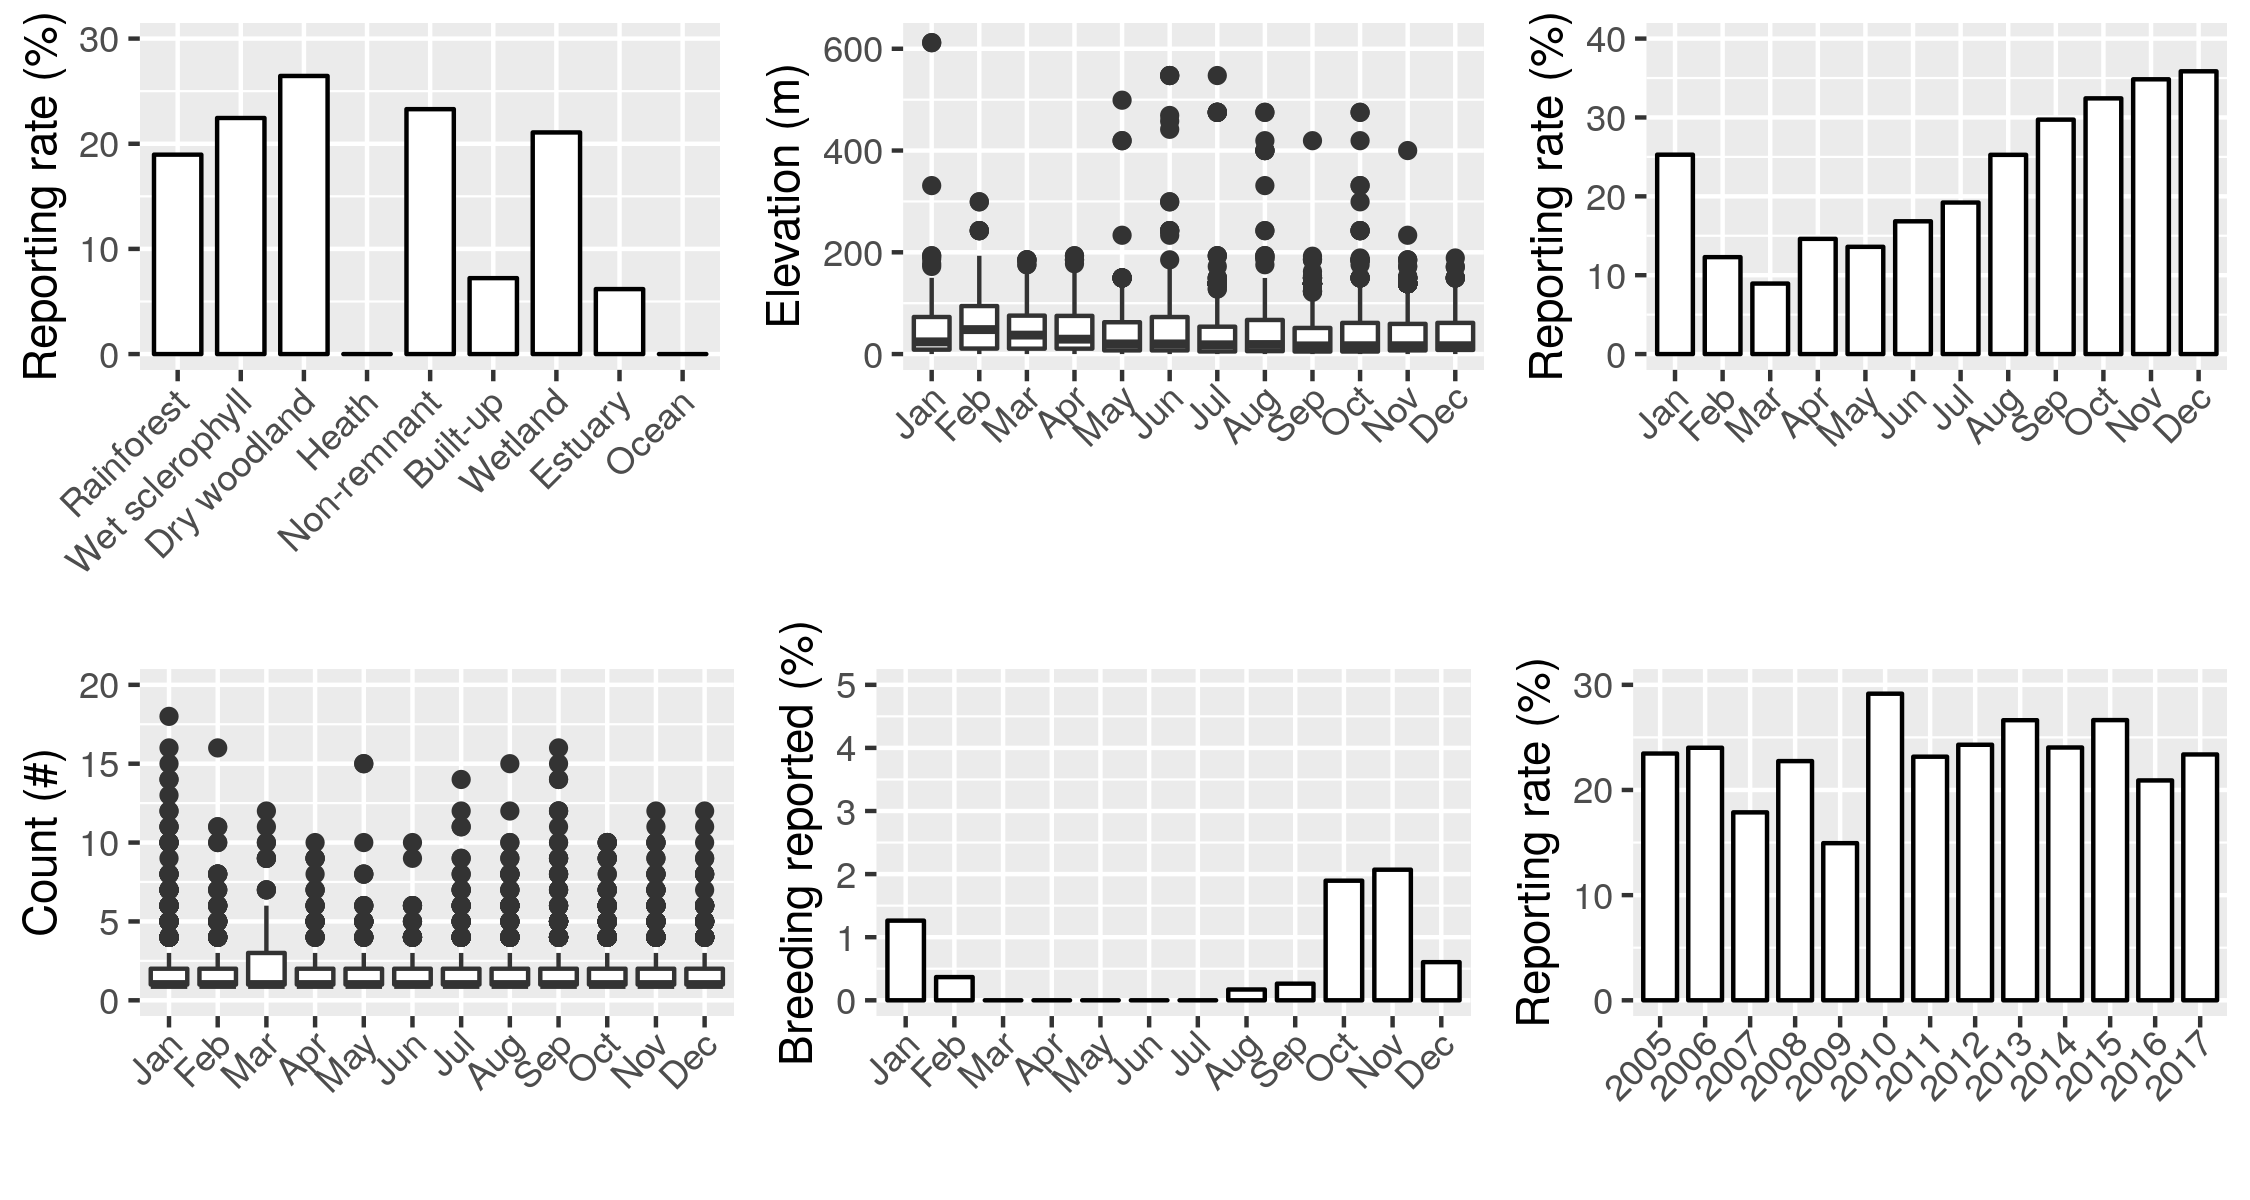 Reporting rate (%)
30
20
10
0
Rainforest
Wet sclerophyll
Dry woodland
Heath
Non-remnant
Built-up
Wetland
Estuary
Ocean
Elevation (m)
600
400
200
0
Jan
Feb
Mar
Apr
May
Jun
Jul
Aug
Sep
Oct
Nov
Dec
Reporting rate (%)
40
30
20
10
0
Jan
Feb
Mar
Apr
May
Jun
Jul
Aug
Sep
Oct
Nov
Dec
Count (#)
20
15
10
5
0
Jan
Feb
Mar
Apr
May
Jun
Jul
Aug
Sep
Oct
Nov
Dec
Breeding reported (%)
5
4
3
2
1
0
Jan
Feb
Mar
Apr
May
Jun
Jul
Aug
Sep
Oct
Nov
Dec
Reporting rate (%)
30
20
10
0
2005
2006
2007
2008
2009
2010
2011
2012
2013
2014
2015
2016
2017